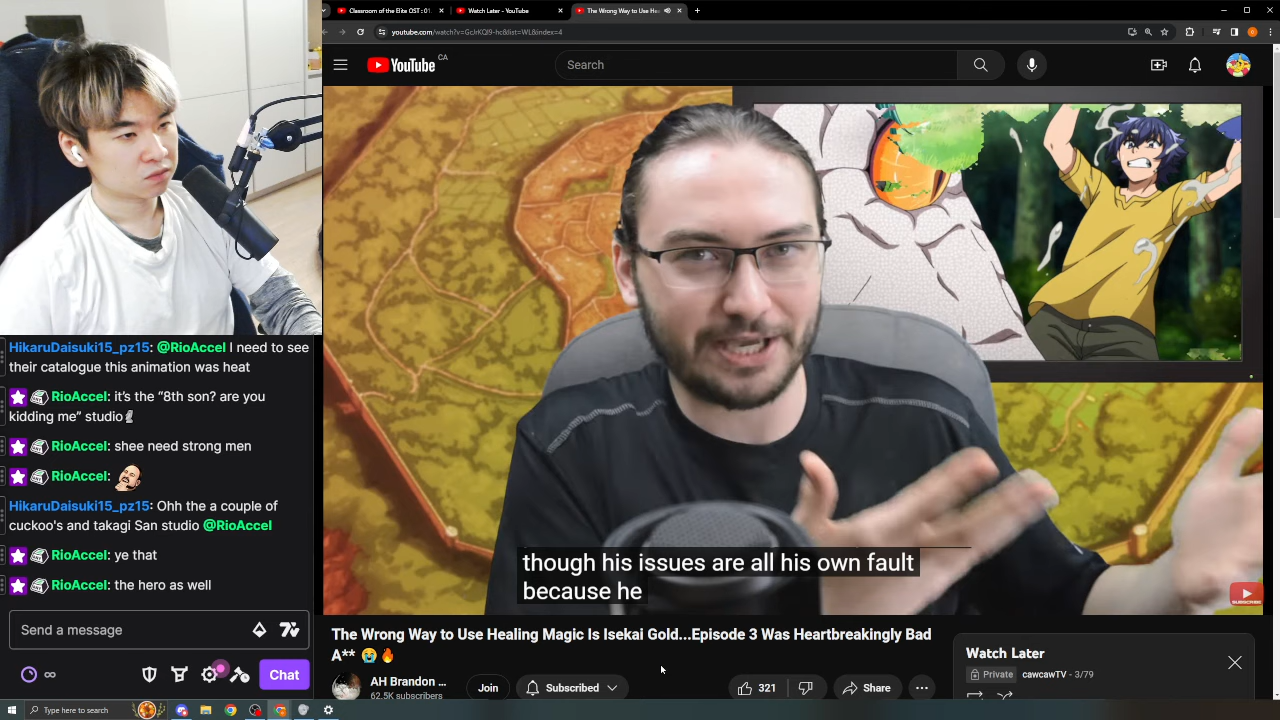 Classroom of the Elite OST : 01.
Watch Later - YouTube
The Wrong Way to Use Hea
youtube.com/watch?v=GcJrKQl9-hc&list=WL&index=4
YouTube CA
Search
HikaruDaisuki15_pz15: @RioAccel I need to see
their catalogue this animation was heat
RioAccel: it's the “8th son? are you
kidding me” studio
RioAccel: shee need strong men
RioAccel:
HikaruDaisuki15_pz15: Ohh the a couple of
cuckoo's and takagi San studio @RioAccel
RioAccel: ye that
RioAccel: the hero as well
Send a message
Chat
though his issues are all his own fault
because he
SUBSCRIBE
The Wrong Way to Use Healing Magic Is Isekai Gold...Episode 3 Was Heartbreakingly Bad
A** 😭🔥
AH Brandon ...
62.5K subscribers
Join
Subscribed
321
Share
Watch Later
Private cawcawTV - 3/79
Type here to search